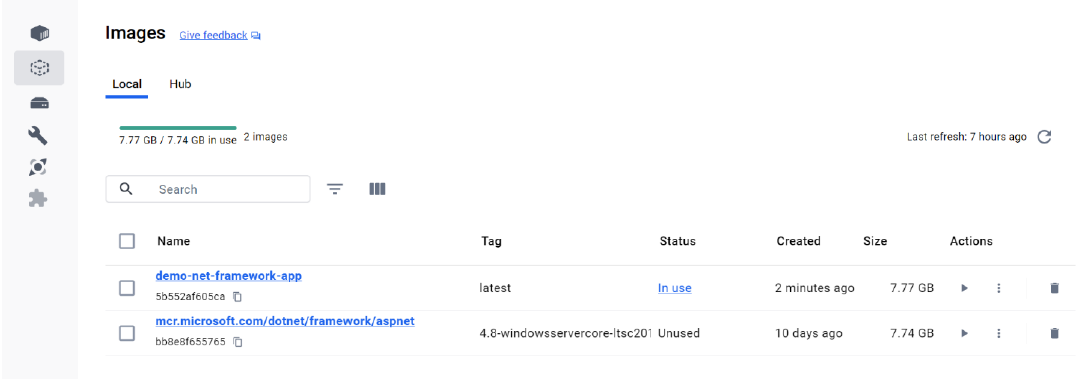 Images Give feedback
Local Hub
7.77 GB / 7.74 GB in use 2 images Last refresh: 7 hours ago
Search
Name Tag Status Created Size Actions
demo-net-framework-app
5b552af605ca latest In use 2 minutes ago 7.77 GB
mcr.microsoft.com/dotnet/framework/aspnet
bb8e8f655765 4.8-windowsservercore-ltsc201 Unused 10 days ago 7.74 GB